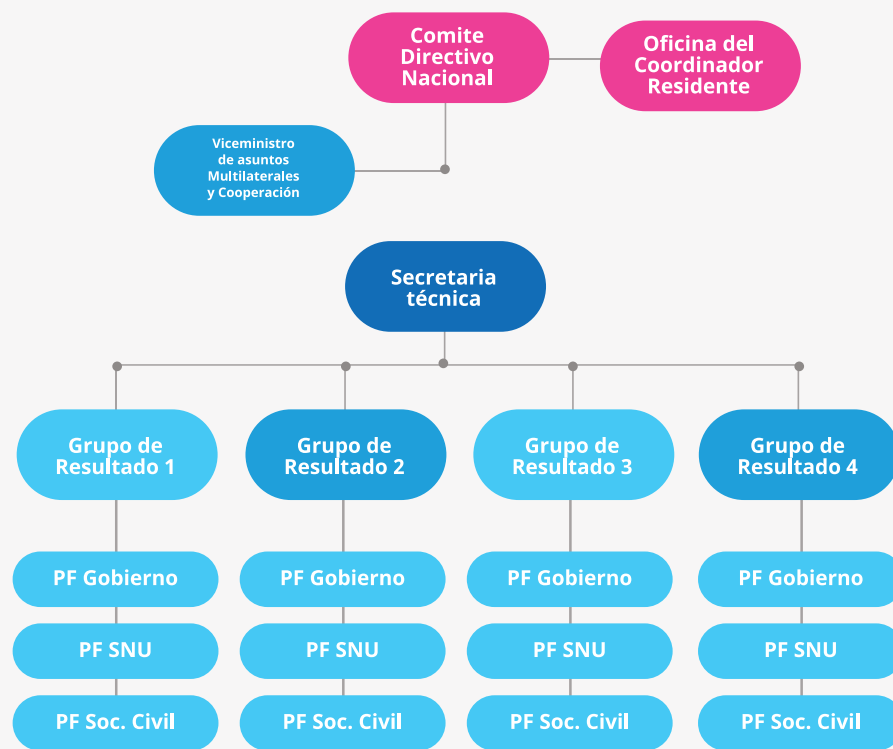 Comite
Directivo
Nacional
Oficina del
Coordinador
Residente
Viceministro
de asuntos
Multilaterales
y Cooperación
Secretaria
técnica
Grupo de
Resultado 1
Grupo de
Resultado 2
Grupo de
Resultado 3
Grupo de
Resultado 4
PF Gobierno
PF Gobierno
PF Gobierno
PF Gobierno
PF SNU
PF SNU
PF SNU
PF SNU
PF Soc. Civil
PF Soc. Civil
PF Soc. Civil
PF Soc. Civil